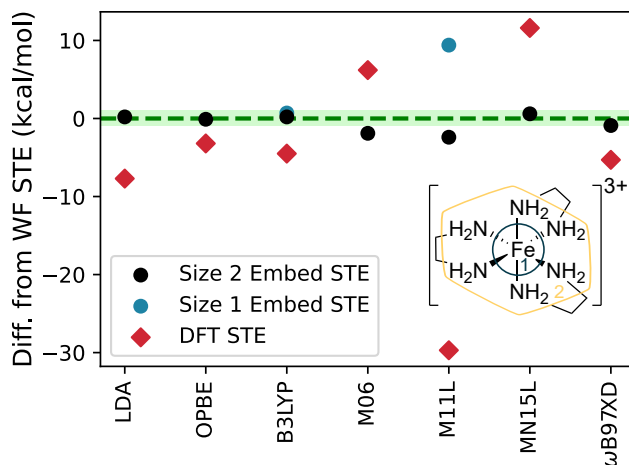 Diff. from WF STE (kcal/mol)
10
0
−10
−20
−30
Size 2 Embed STE
Size 1 Embed STE
DFT STE
3+
NH2
H2N
NH2
Fe
1
H2N
NH2
NH2
2
LDA
OPBE
B3LYP
M06
M11L
MN15L
ωB97XD